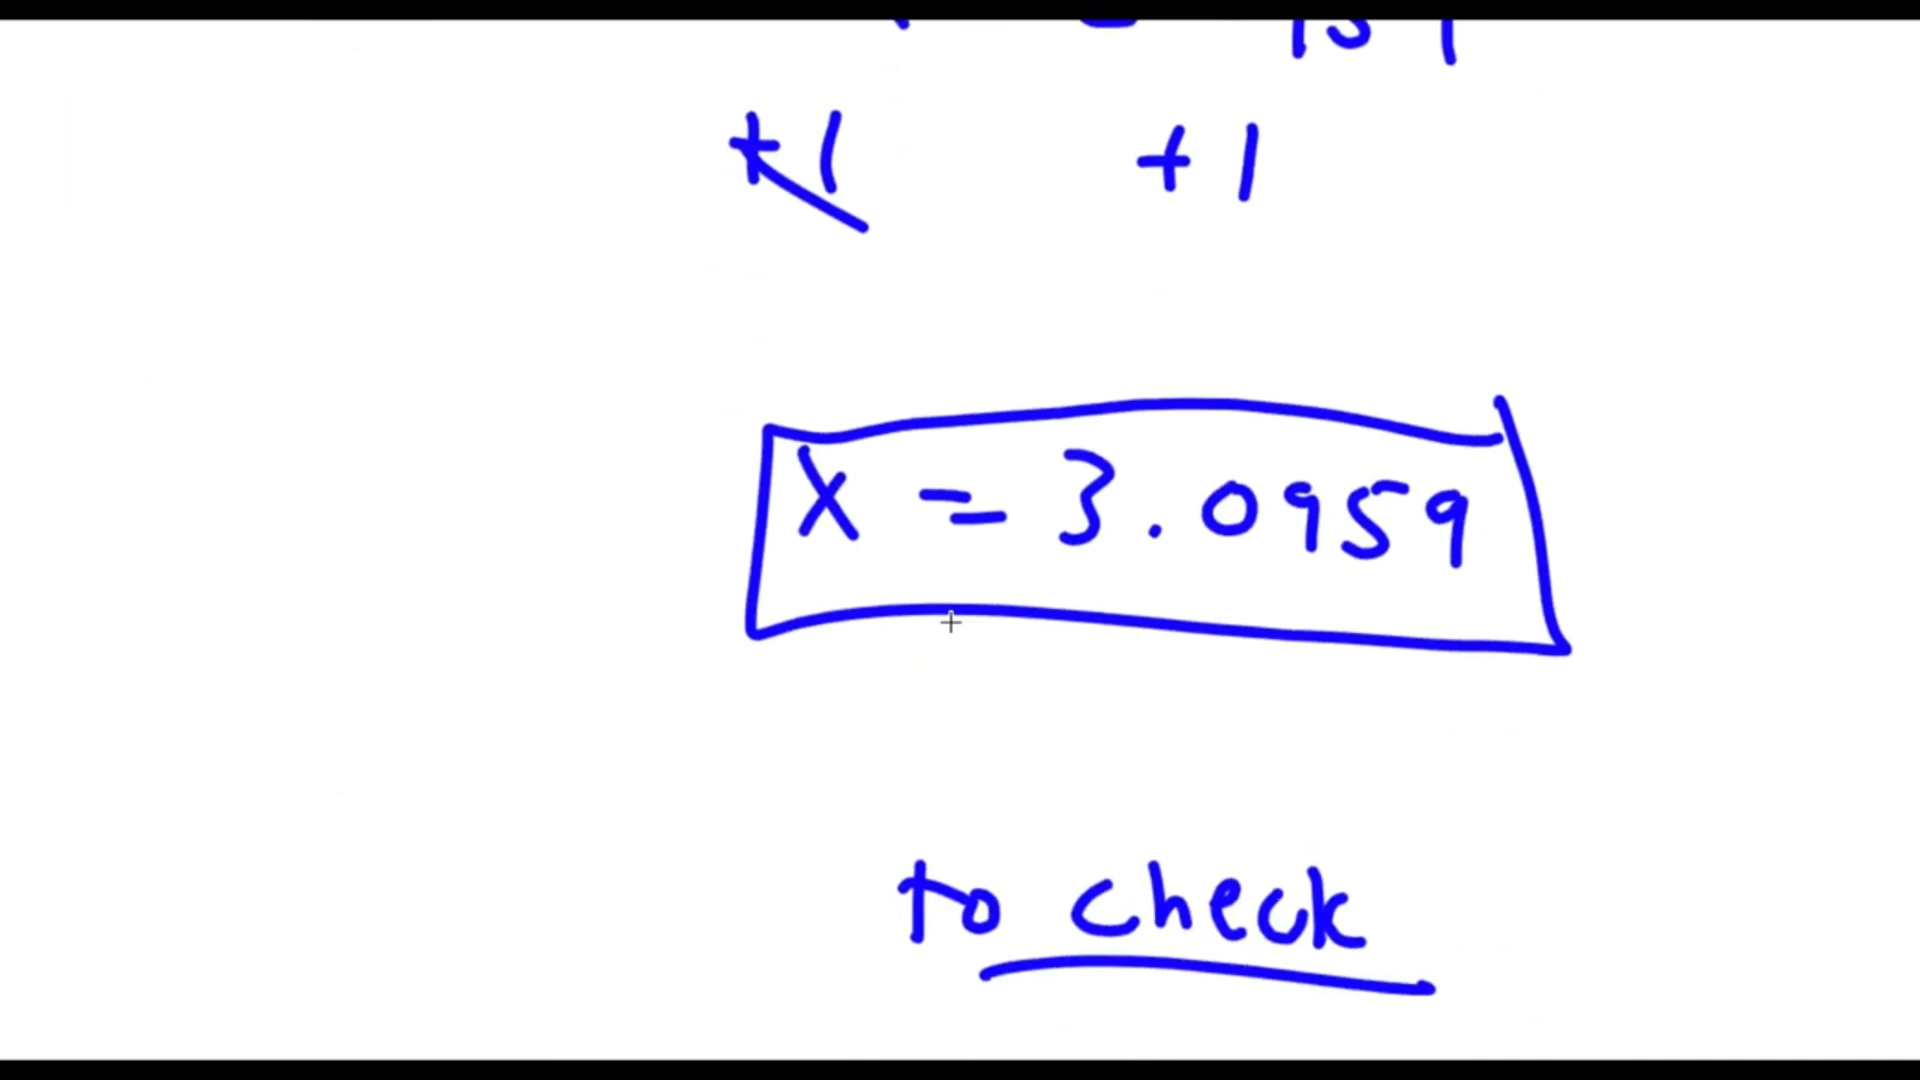 +1 +1
X = 3.0959
to check